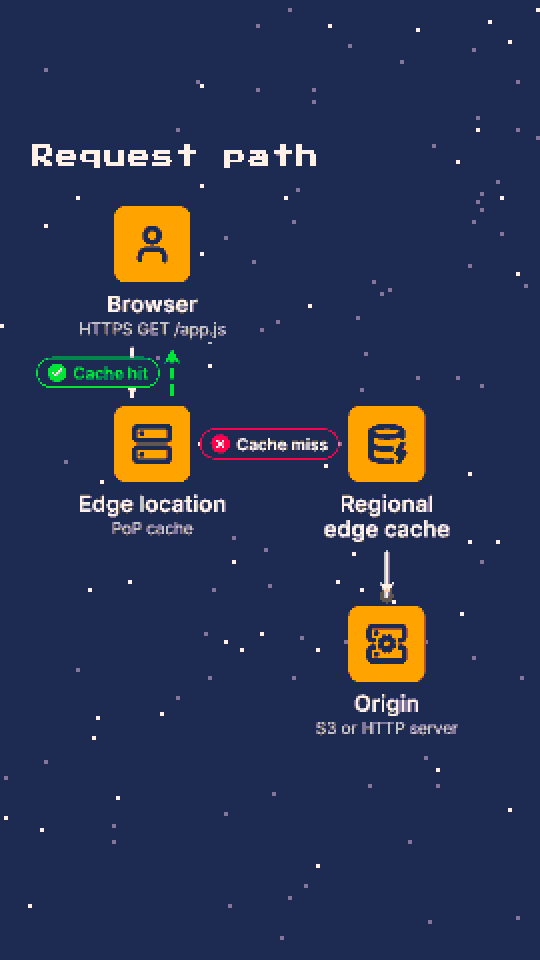 Request path
Browser
HTTPS GET /app.js
Cache hit
Cache miss
Edge location
PoP cache
Regional
edge cache
Origin
S3 or HTTP server